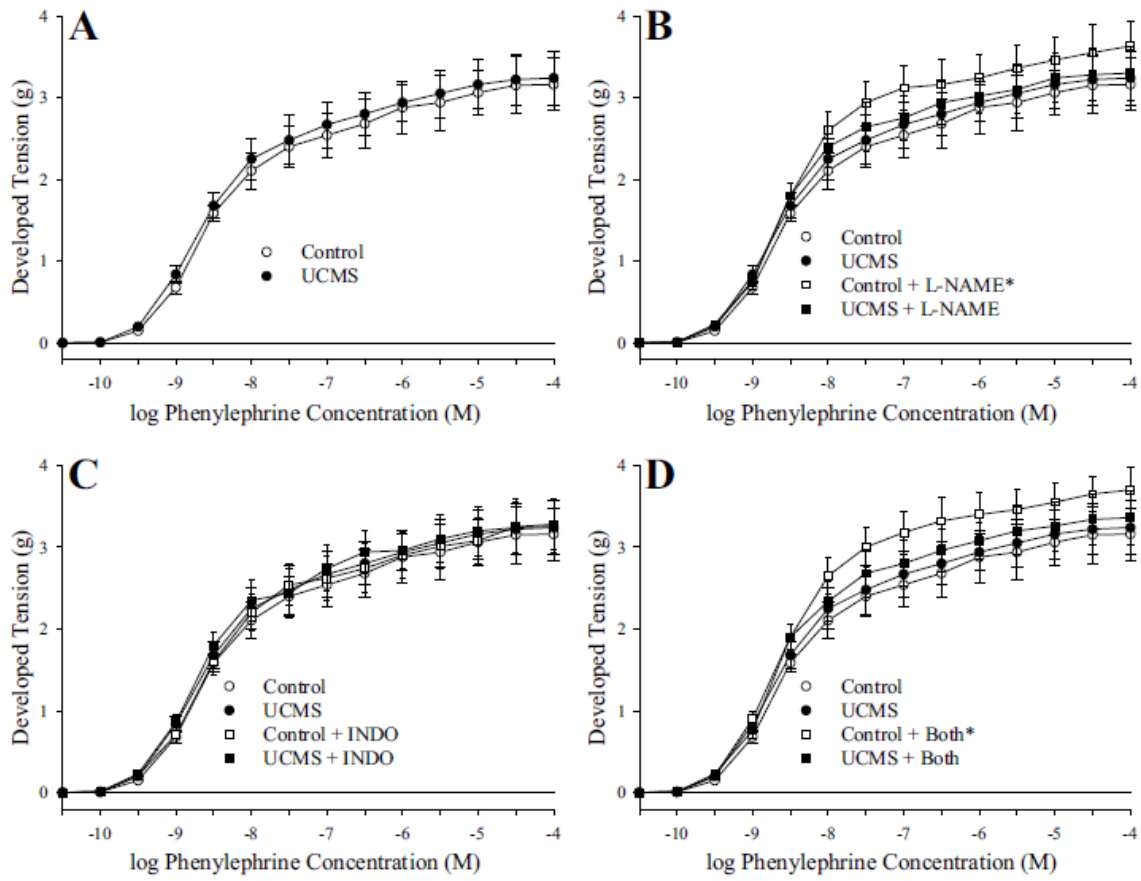 A
4
3
2
1
0
Developed Tension (g)
Control
UCMS
-10 -9 -8 -7 -6 -5 -4
log Phenylephrine Concentration (M)
B
4
3
2
1
0
Developed Tension (g)
Control
UCMS
Control + L-NAME*
UCMS + L-NAME
-10 -9 -8 -7 -6 -5 -4
log Phenylephrine Concentration (M)
C
4
3
2
1
0
Developed Tension (g)
Control
UCMS
Control + INDO
UCMS + INDO
-10 -9 -8 -7 -6 -5 -4
log Phenylephrine Concentration (M)
D
4
3
2
1
0
Developed Tension (g)
Control
UCMS
Control + Both*
UCMS + Both
-10 -9 -8 -7 -6 -5 -4
log Phenylephrine Concentration (M)